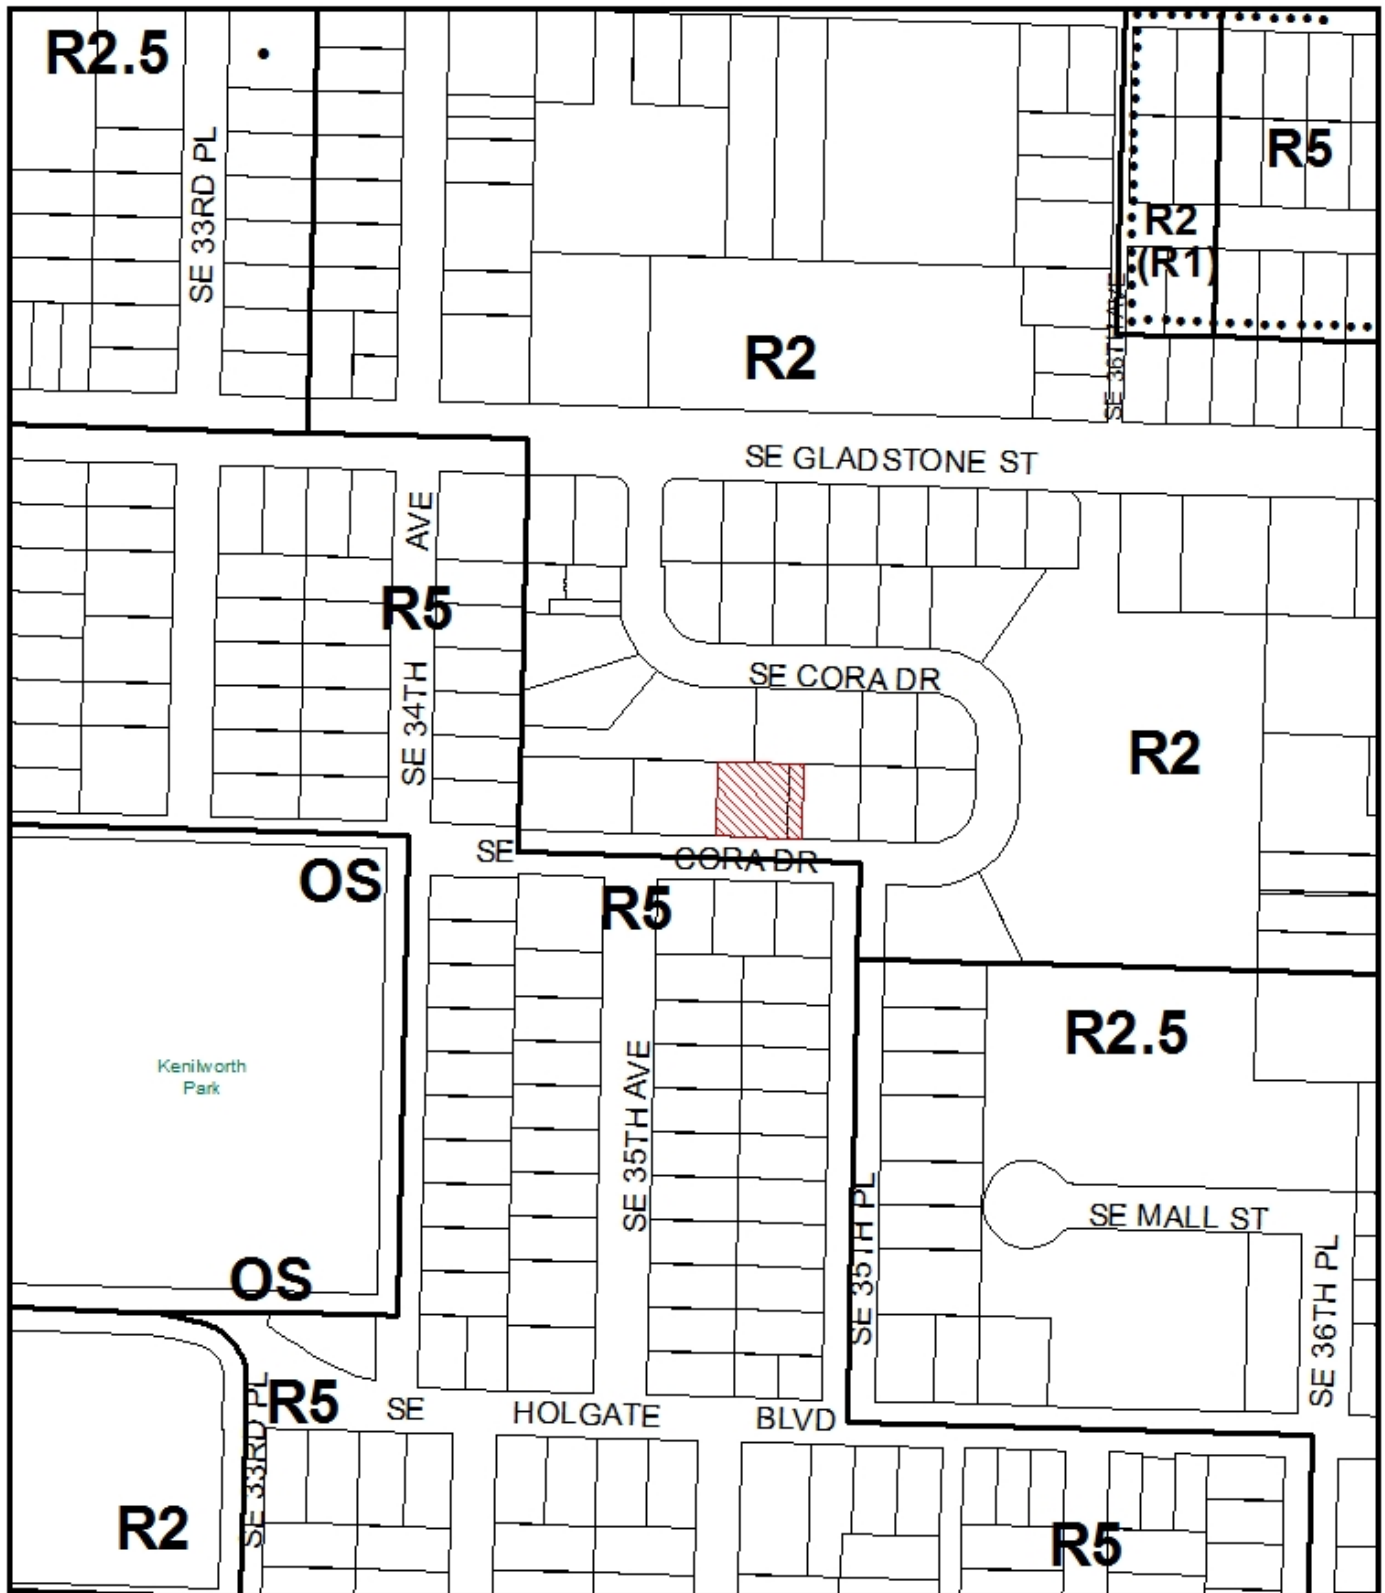 R2.5
R5
SE 33RD PL
R2
(R1)
SE 36TH AVE
R2
SE GLADSTONE ST
SE 34TH AVE
R5
SE CORA DR
R2
SE CORA DR
OS
R5
R2.5
Kenilworth
Park
SE 35TH AVE
SE 35TH PL
SE MALL ST
OS
SE 36TH PL
R5
SE HOLGATE BLVD
SE 33RD PL
R2
R5